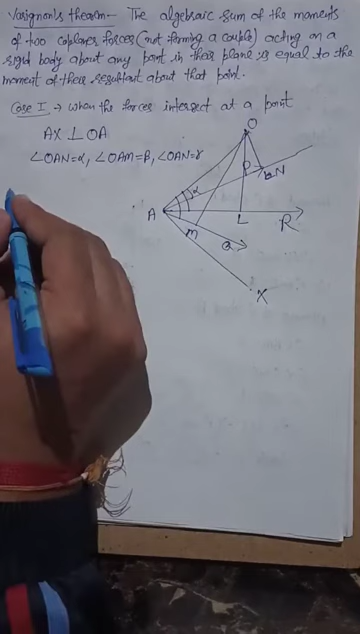 Varignon's theorem - The algebraic sum of the moments
of two coplaner forces (not forming a couple) acting on a
rigid body about any point in their plane is equal to the
moment of their resultant about that point.
Case I → when the forces intersect at a point
AX ⊥ OA
∠OAN=α, ∠OAM=β, ∠OAN=γ
O
α
P
N
A
M
L
R
Q
X